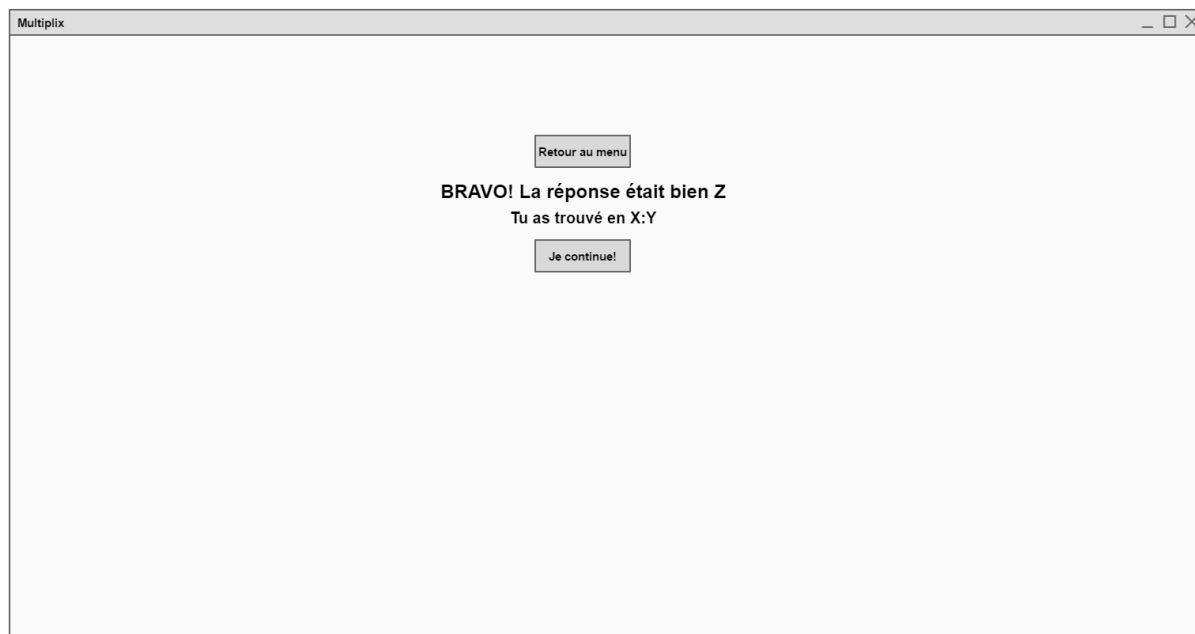 Multiplix
Retour au menu
BRAVO! La réponse était bien Z
Tu as trouvé en X:Y
Je continue!